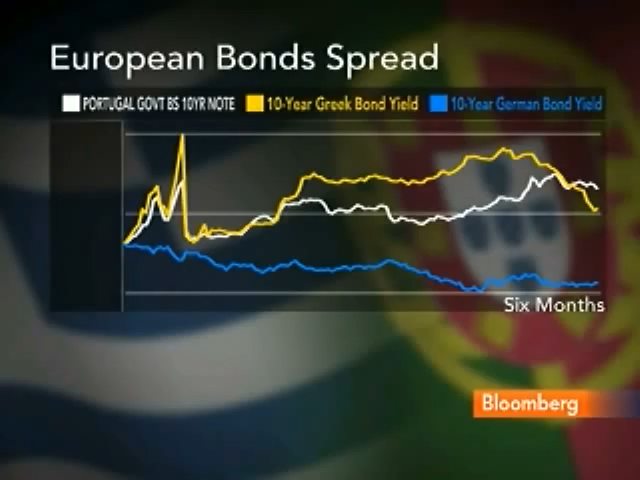 European Bonds Spread
PORTUGAL GOVT BS 10YR NOTE 10-Year Greek Bond Yield 10-Year German Bond Yield
Six Months
Bloomberg